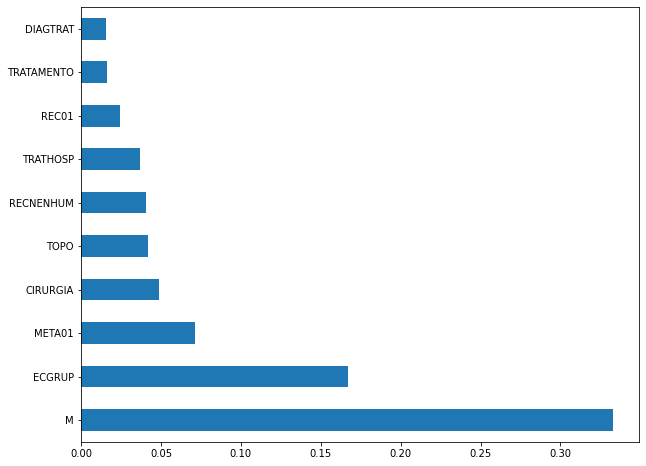 DIAGTRAT
TRATAMENTO
REC01
TRATHOSP
RECNENHUM
TOPO
CIRURGIA
META01
ECGRUP
M
0.00 0.05 0.10 0.15 0.20 0.25 0.30